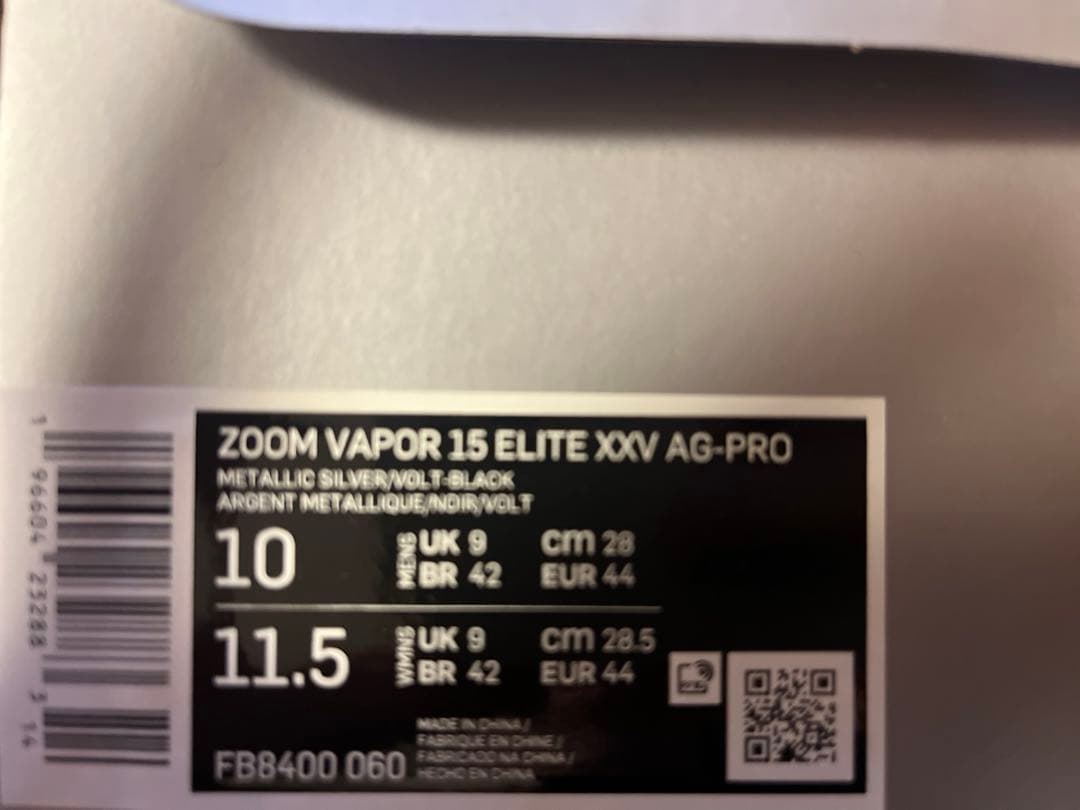 ZOOM VAPOR 15 ELITE XXV AG-PRO
METALLIC SILVER/VOLT-BLACK
ARGENT METALLIQUE/NOIR/VOLT
10 MENS UK 9 cm 28
BR 42 EUR 44
11.5 WMNS UK 9 cm 28.5
BR 42 EUR 44
MADE IN CHINA /
FABRIQUE EN CHINE /
FABRICADO NA CHINA /
HECHO EN CHINA
FB8400 060
1 96604 23288 3 14